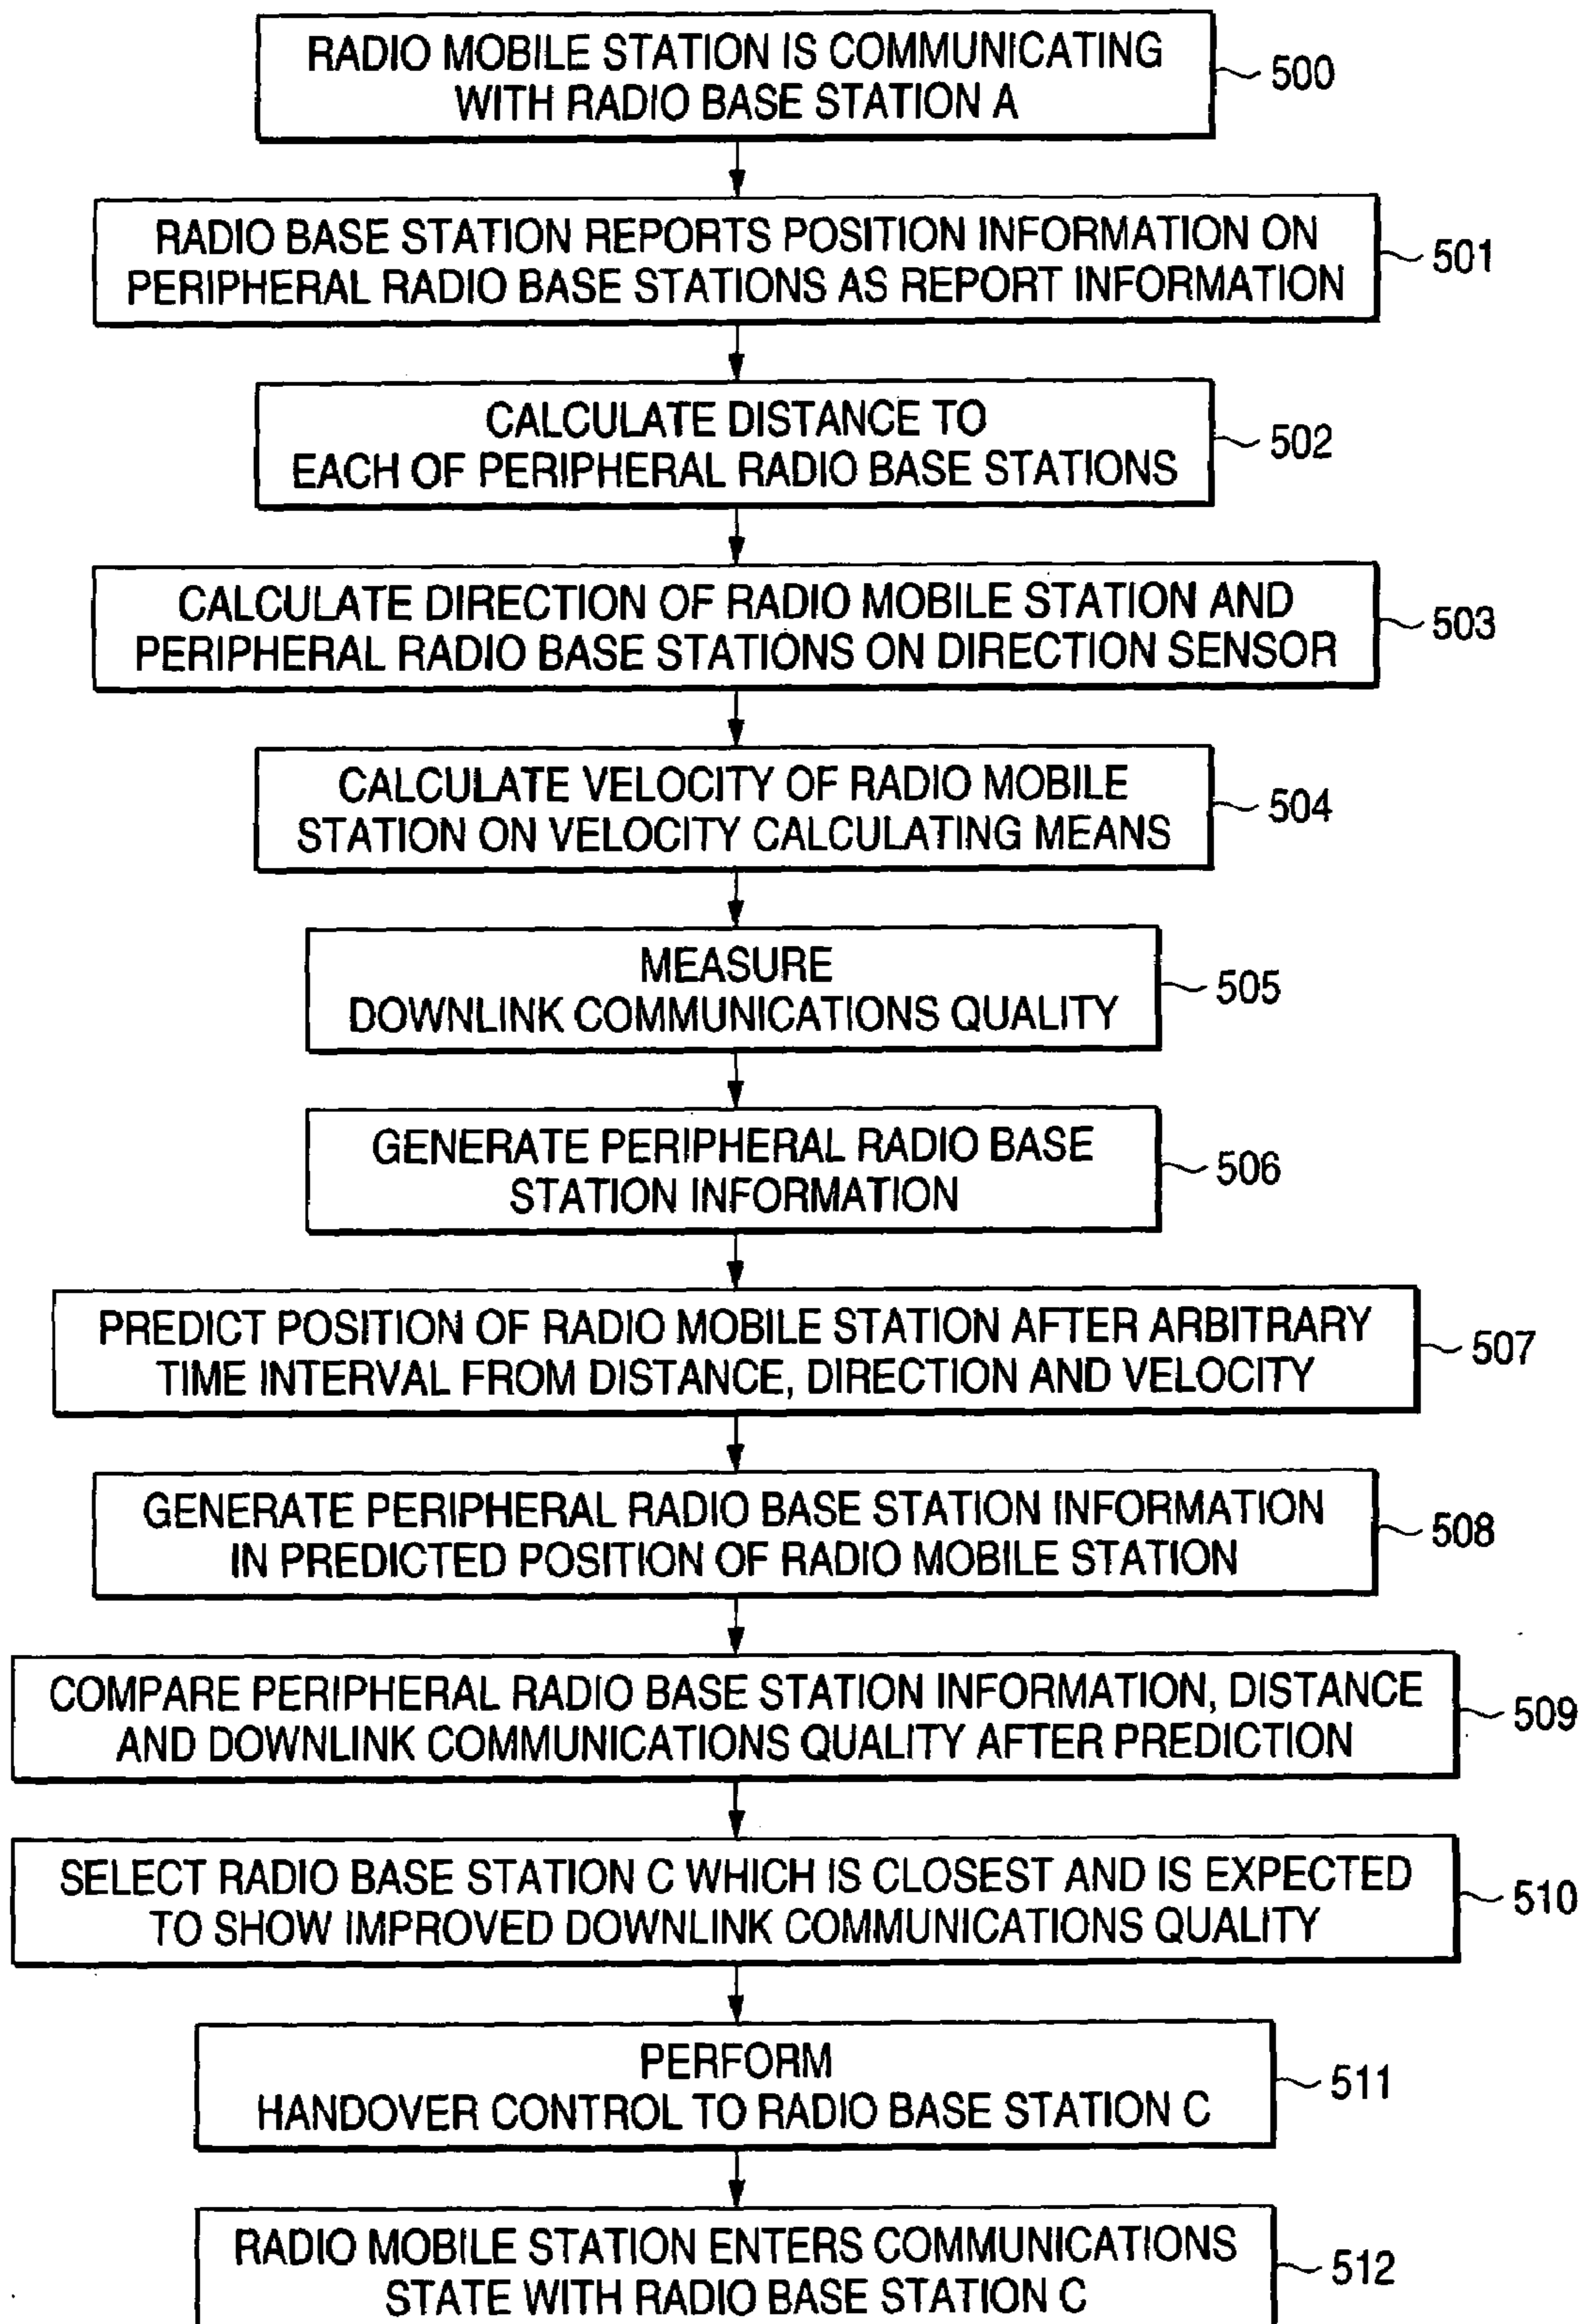 RADIO MOBILE STATION IS COMMUNICATING
WITH RADIO BASE STATION A
500
RADIO BASE STATION REPORTS POSITION INFORMATION ON
PERIPHERAL RADIO BASE STATIONS AS REPORT INFORMATION
501
CALCULATE DISTANCE TO
EACH OF PERIPHERAL RADIO BASE STATIONS
502
CALCULATE DIRECTION OF RADIO MOBILE STATION AND
PERIPHERAL RADIO BASE STATIONS ON DIRECTION SENSOR
503
CALCULATE VELOCITY OF RADIO MOBILE
STATION ON VELOCITY CALCULATING MEANS
504
MEASURE
DOWNLINK COMMUNICATIONS QUALITY
505
GENERATE PERIPHERAL RADIO BASE
STATION INFORMATION
506
PREDICT POSITION OF RADIO MOBILE STATION AFTER ARBITRARY
TIME INTERVAL FROM DISTANCE, DIRECTION AND VELOCITY
507
GENERATE PERIPHERAL RADIO BASE STATION INFORMATION
IN PREDICTED POSITION OF RADIO MOBILE STATION
508
COMPARE PERIPHERAL RADIO BASE STATION INFORMATION, DISTANCE
AND DOWNLINK COMMUNICATIONS QUALITY AFTER PREDICTION
509
SELECT RADIO BASE STATION C WHICH IS CLOSEST AND IS EXPECTED
TO SHOW IMPROVED DOWNLINK COMMUNICATIONS QUALITY
510
PERFORM
HANDOVER CONTROL TO RADIO BASE STATION C
511
RADIO MOBILE STATION ENTERS COMMUNICATIONS
STATE WITH RADIO BASE STATION C
512